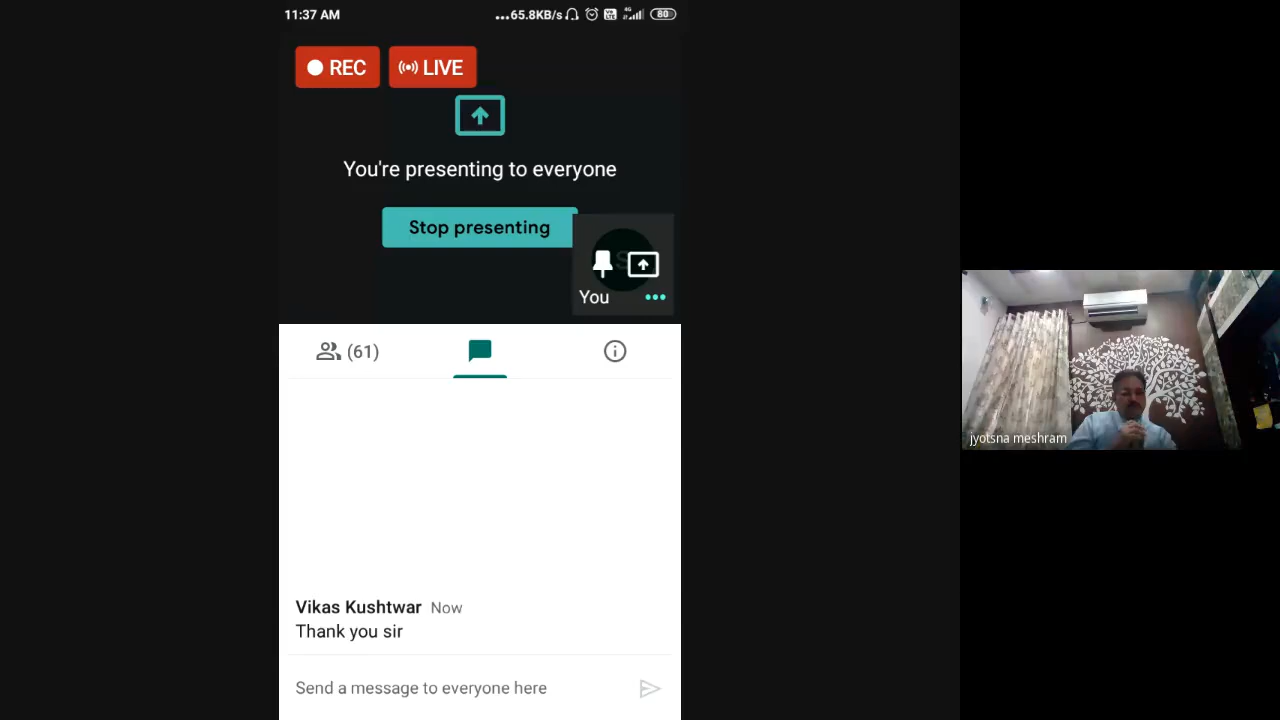 11:37 AM
...65.8KB/s 4G 80
REC LIVE
You're presenting to everyone
Stop presenting
You
(61)
jyotsna meshram
Vikas Kushtwar Now
Thank you sir
Send a message to everyone here